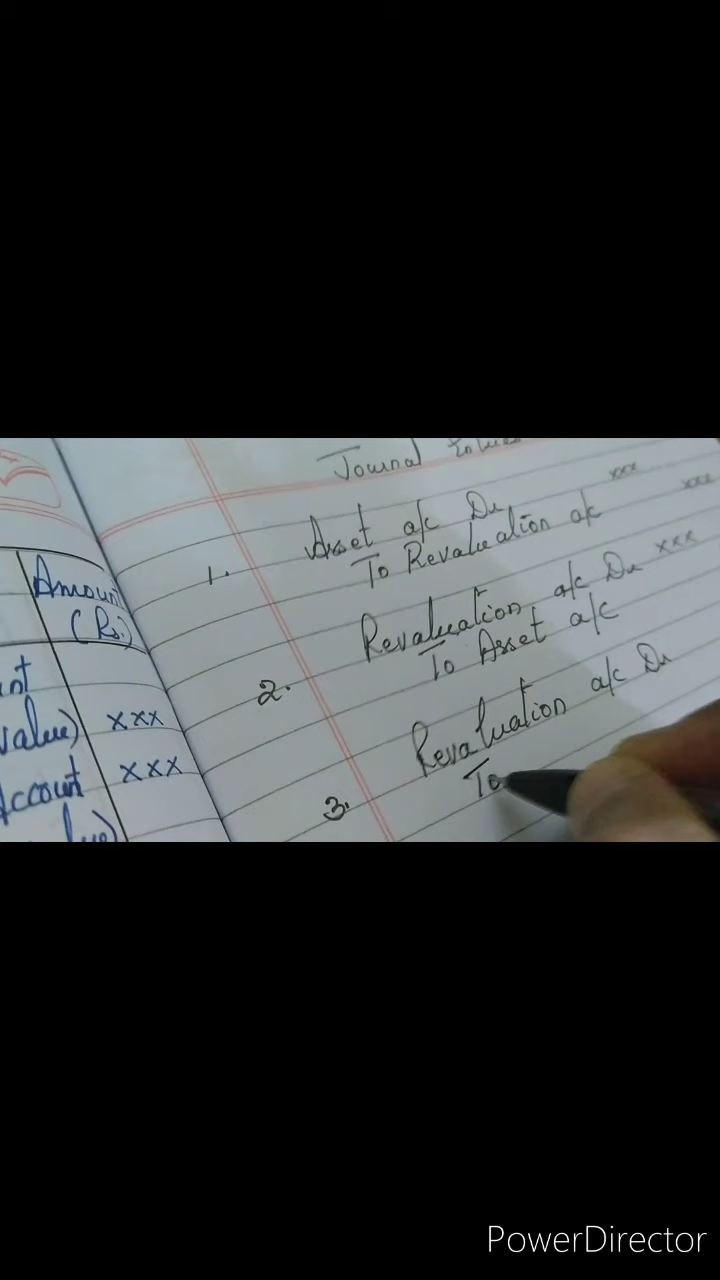 Journal
1. Asset a/c Dr xxx
To Revaluation a/c xxx
2. Revaluation a/c Dr xxx
To Asset a/c
3. Revaluation a/c Dr
To
Amount
(Rs.)
value) xxx
Account xxx
PowerDirector